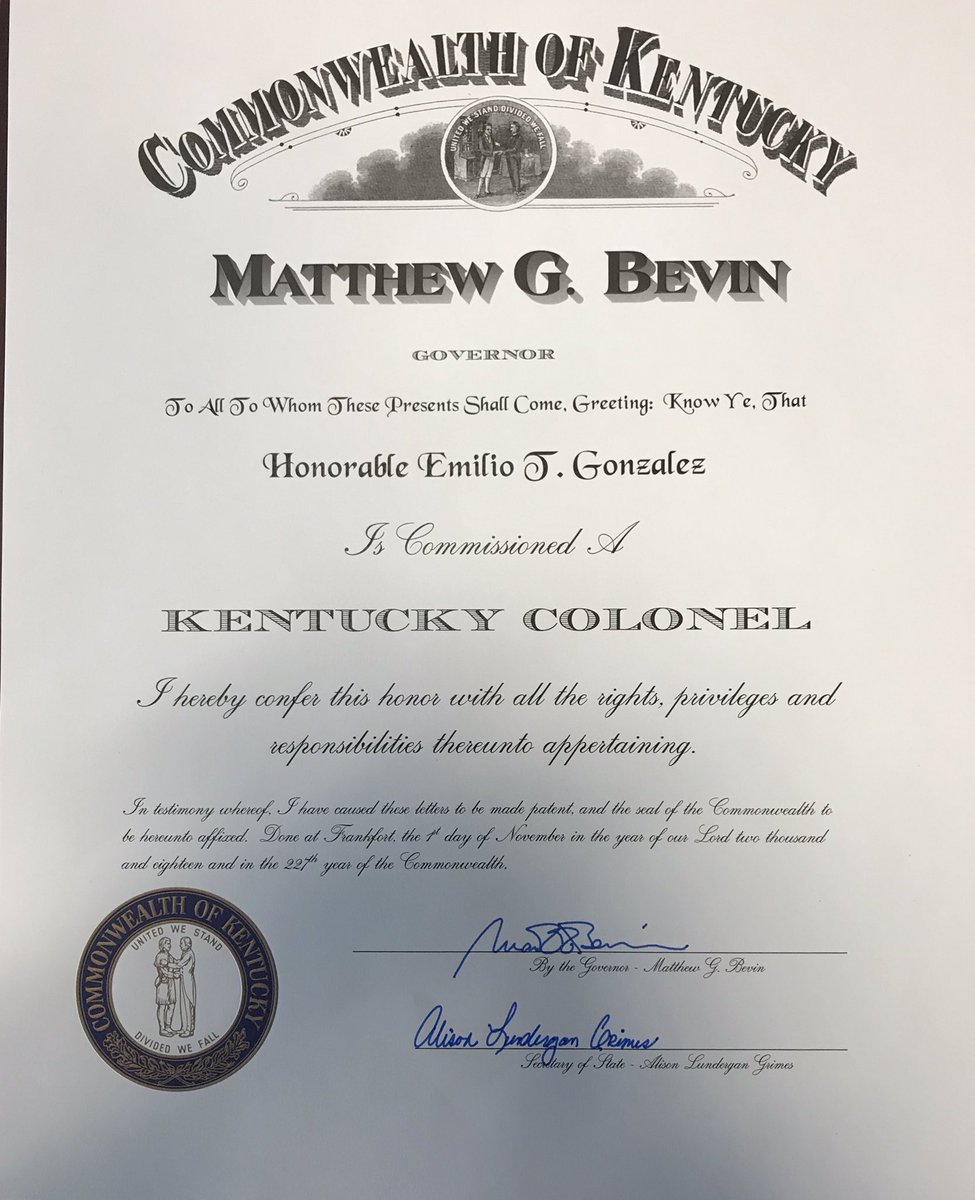 COMMONWEALTH OF KENTUCKY
UNITED WE STAND DIVIDED WE FALL
MATTHEW G. BEVIN
GOVERNOR
To All To Whom These Presents Shall Come, Greeting: Know Ye, That
Honorable Emilio T. Gonzalez
Is Commissioned A
KENTUCKY COLONEL
I hereby confer this honor with all the rights, privileges and
responsibilities thereunto appertaining.
In testimony whereof, I have caused these letters to be made patent, and the seal of the Commonwealth to
be hereunto affixed. Done at Frankfort, the 1st day of November in the year of our Lord two thousand
and eighteen and in the 227th year of the Commonwealth.
COMMONWEALTH OF KENTUCKY
UNITED WE STAND
DIVIDED WE FALL
Matt G. Bevin
By the Governor - Matthew G. Bevin
Alison Lundergan Grimes
Secretary of State - Alison Lundergan Grimes